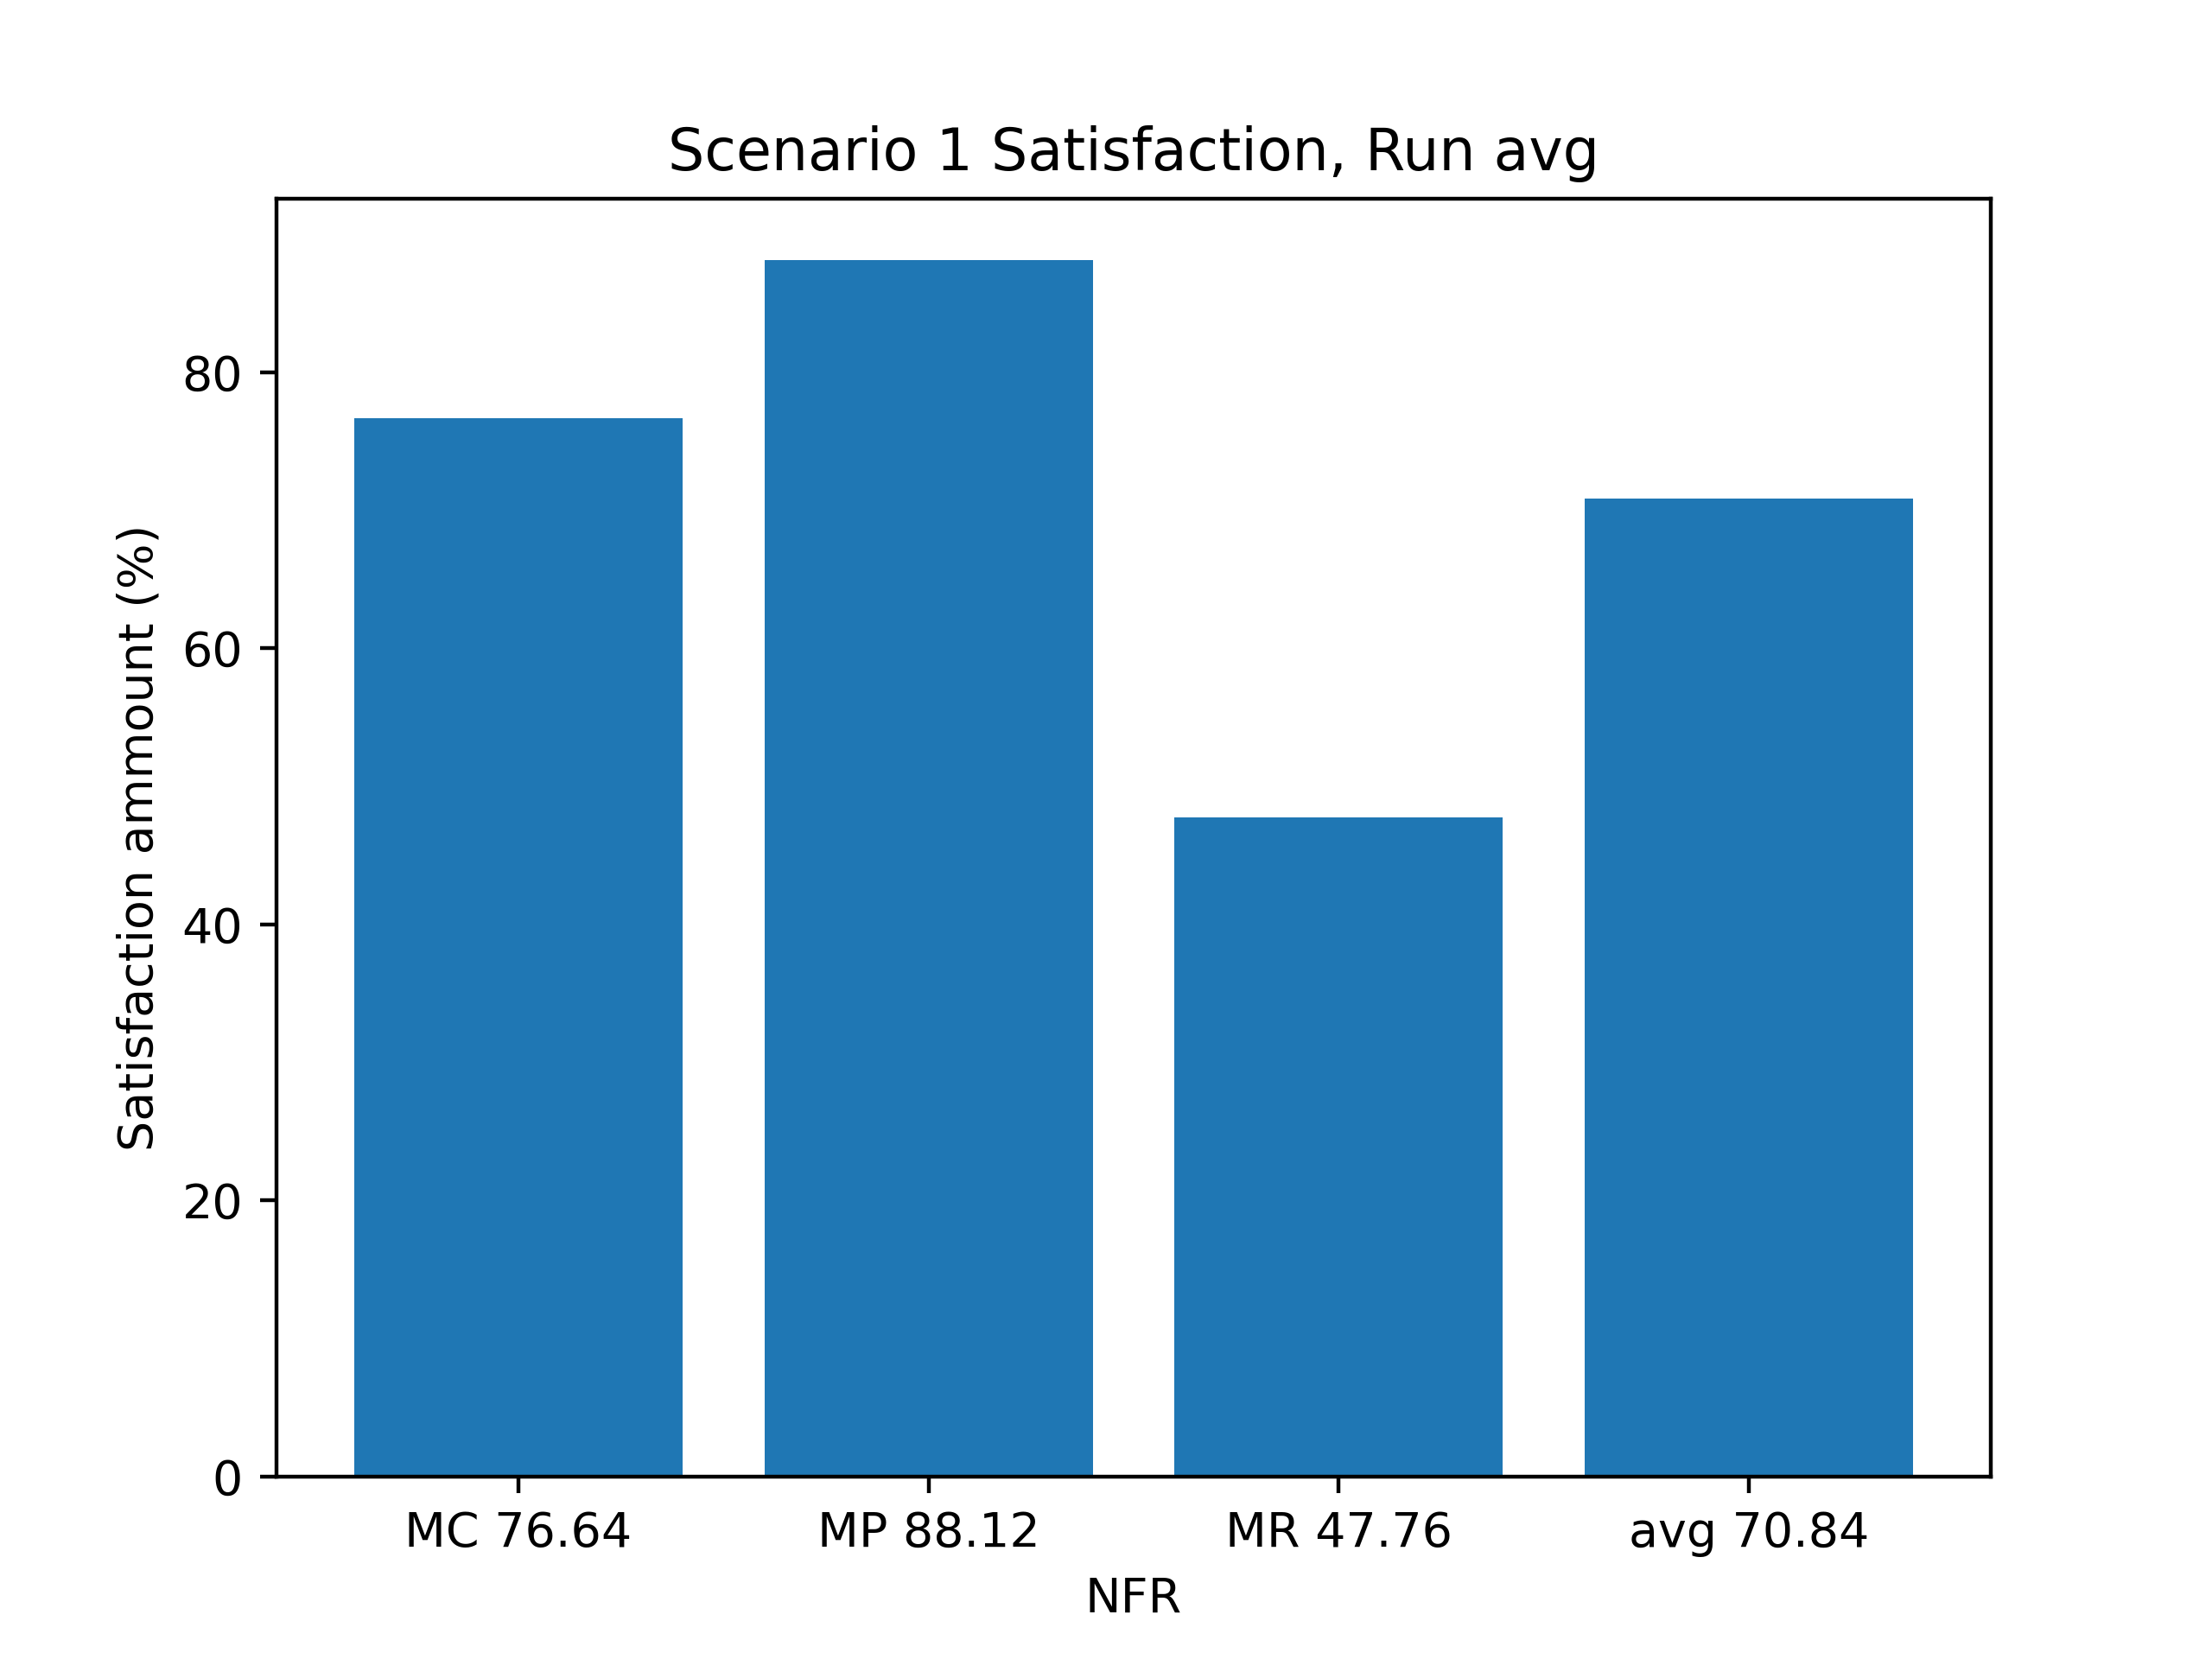 Scenario 1 Satisfaction, Run avg
Satisfaction ammount (%)
80
60
40
20
0
MC 76.64
MP 88.12
MR 47.76
avg 70.84
NFR